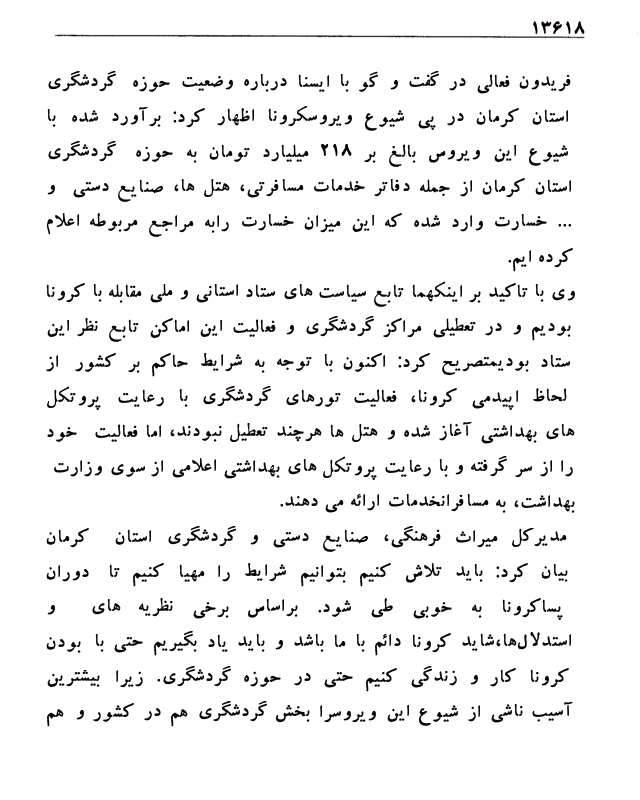 ۱۳۶۱۸
فریدون فعالی در گفت و گو با ایسنا درباره وضعیت حوزه گردشگری
استان کرمان در پی شیوع ویروسکرونا اظهار کرد: برآورد شده با
شیوع این ویروس بالغ بر ۲۱۸ میلیارد تومان به حوزه گردشگری
استان کرمان از جمله دفاتر خدمات مسافرتی، هتل ها، صنایع دستی و
... خسارت وارد شده که این میزان خسارت رابه مراجع مربوطه اعلام
کرده ایم.
وی با تاکید بر اینکهما تابع سیاست های ستاد استانی و ملی مقابله با کرونا
بودیم و در تعطیلی مراکز گردشگری و فعالیت این اماکن تابع نظر این
ستاد بودیمتصریح کرد: اکنون با توجه به شرایط حاکم بر کشور از
لحاظ اپیدمی کرونا، فعالیت تورهای گردشگری با رعایت پروتکل
های بهداشتی آغاز شده و هتل ها هرچند تعطیل نبودند، اما فعالیت خود
را از سر گرفته و با رعایت پروتکل های بهداشتی اعلامی از سوی وزارت
بهداشت، به مسافرانخدمات ارائه می دهند.
مدیرکل میراث فرهنگی، صنایع دستی و گردشگری استان کرمان
بیان کرد: باید تلاش کنیم بتوانیم شرایط را مهیا کنیم تا دوران
پساکرونا به خوبی طی شود. براساس برخی نظریه های و
استدلال‌ها،شاید کرونا دائم با ما باشد و باید یاد بگیریم حتی با بودن
کرونا کار و زندگی کنیم حتی در حوزه گردشگری. زیرا بیشترین
آسیب ناشی از شیوع این ویروسرا بخش گردشگری هم در کشور و هم